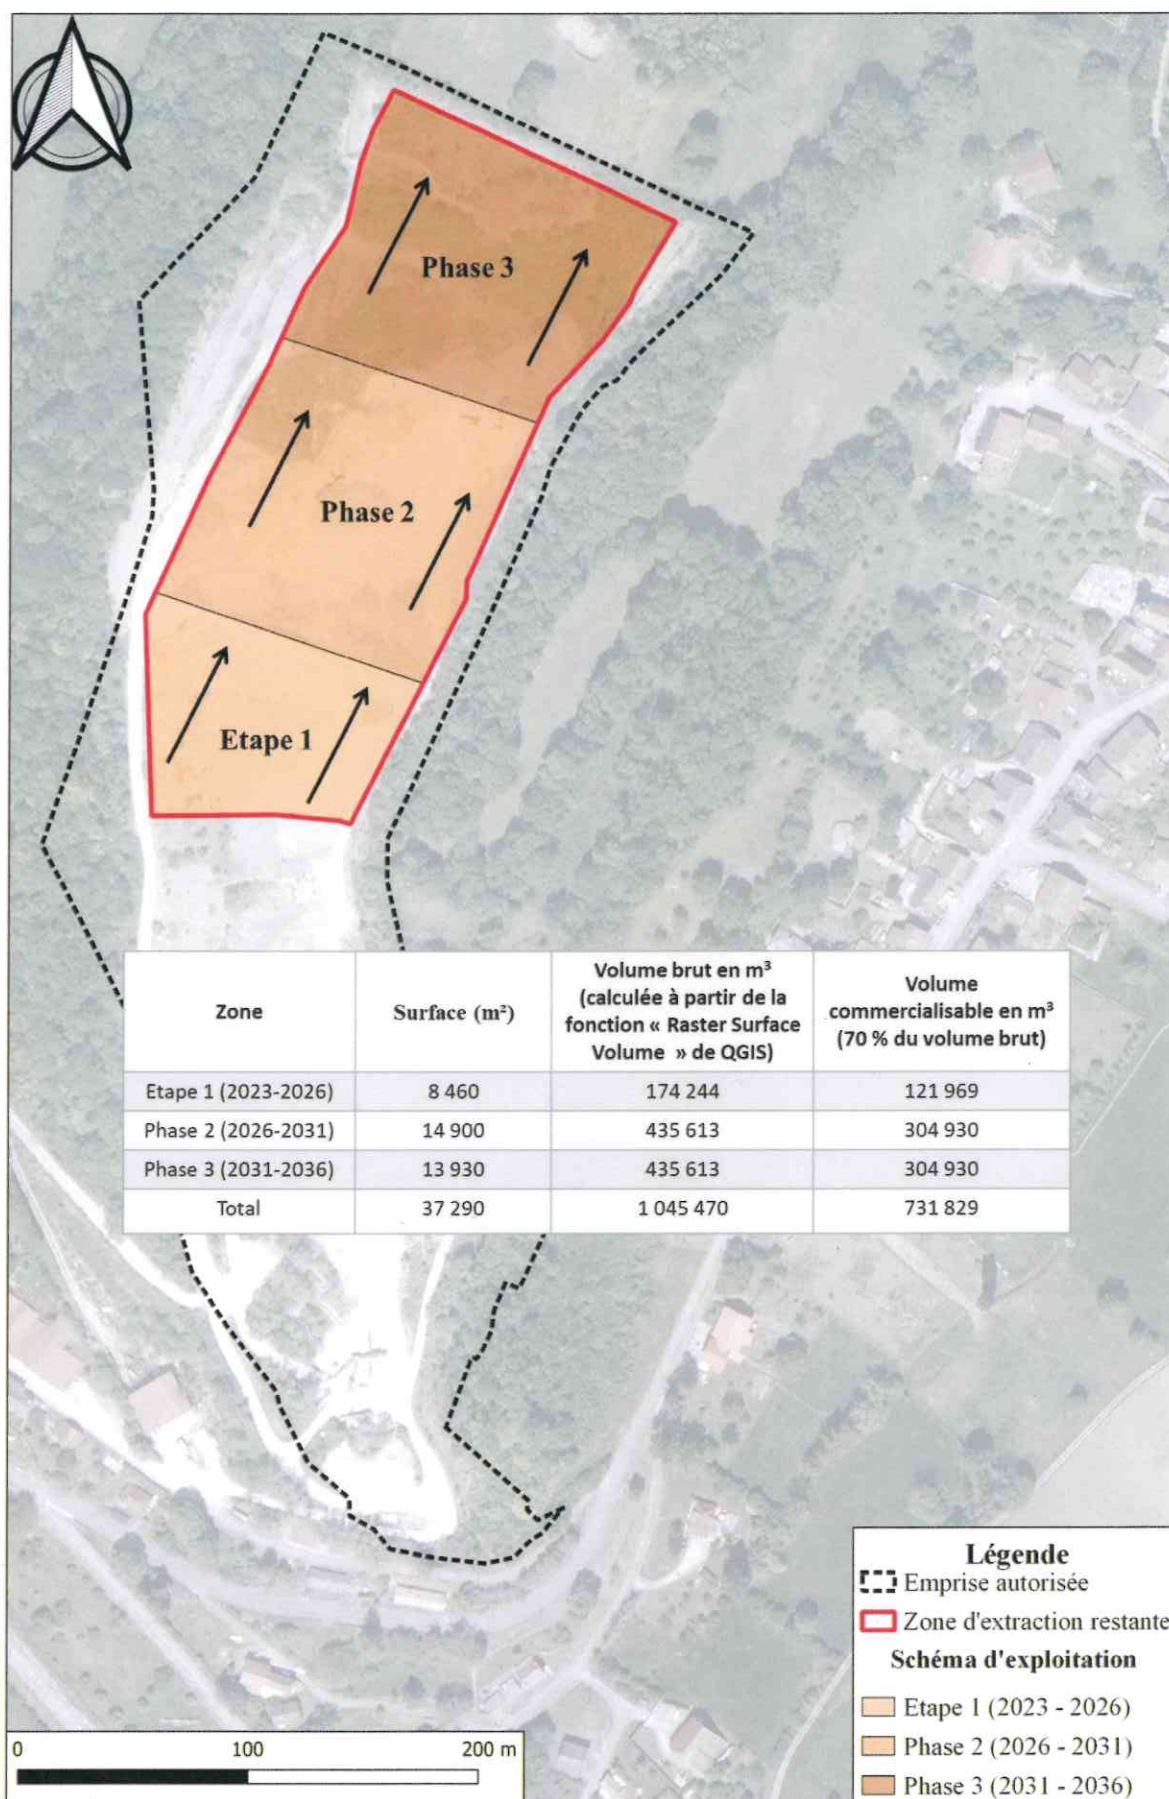 Phase 3
Phase 2
Etape 1
Zone
Surface (m²)
Volume brut en m³
(calculée à partir de la
fonction « Raster Surface
Volume » de QGIS)
Volume
commercialisable en m³
(70 % du volume brut)
Etape 1 (2023-2026) 8 460 174 244 121 969
Phase 2 (2026-2031) 14 900 435 613 304 930
Phase 3 (2031-2036) 13 930 435 613 304 930
Total 37 290 1 045 470 731 829
Légende
Emprise autorisée
Zone d'extraction restante
Schéma d'exploitation
Etape 1 (2023 - 2026)
Phase 2 (2026 - 2031)
Phase 3 (2031 - 2036)
0 100 200 m